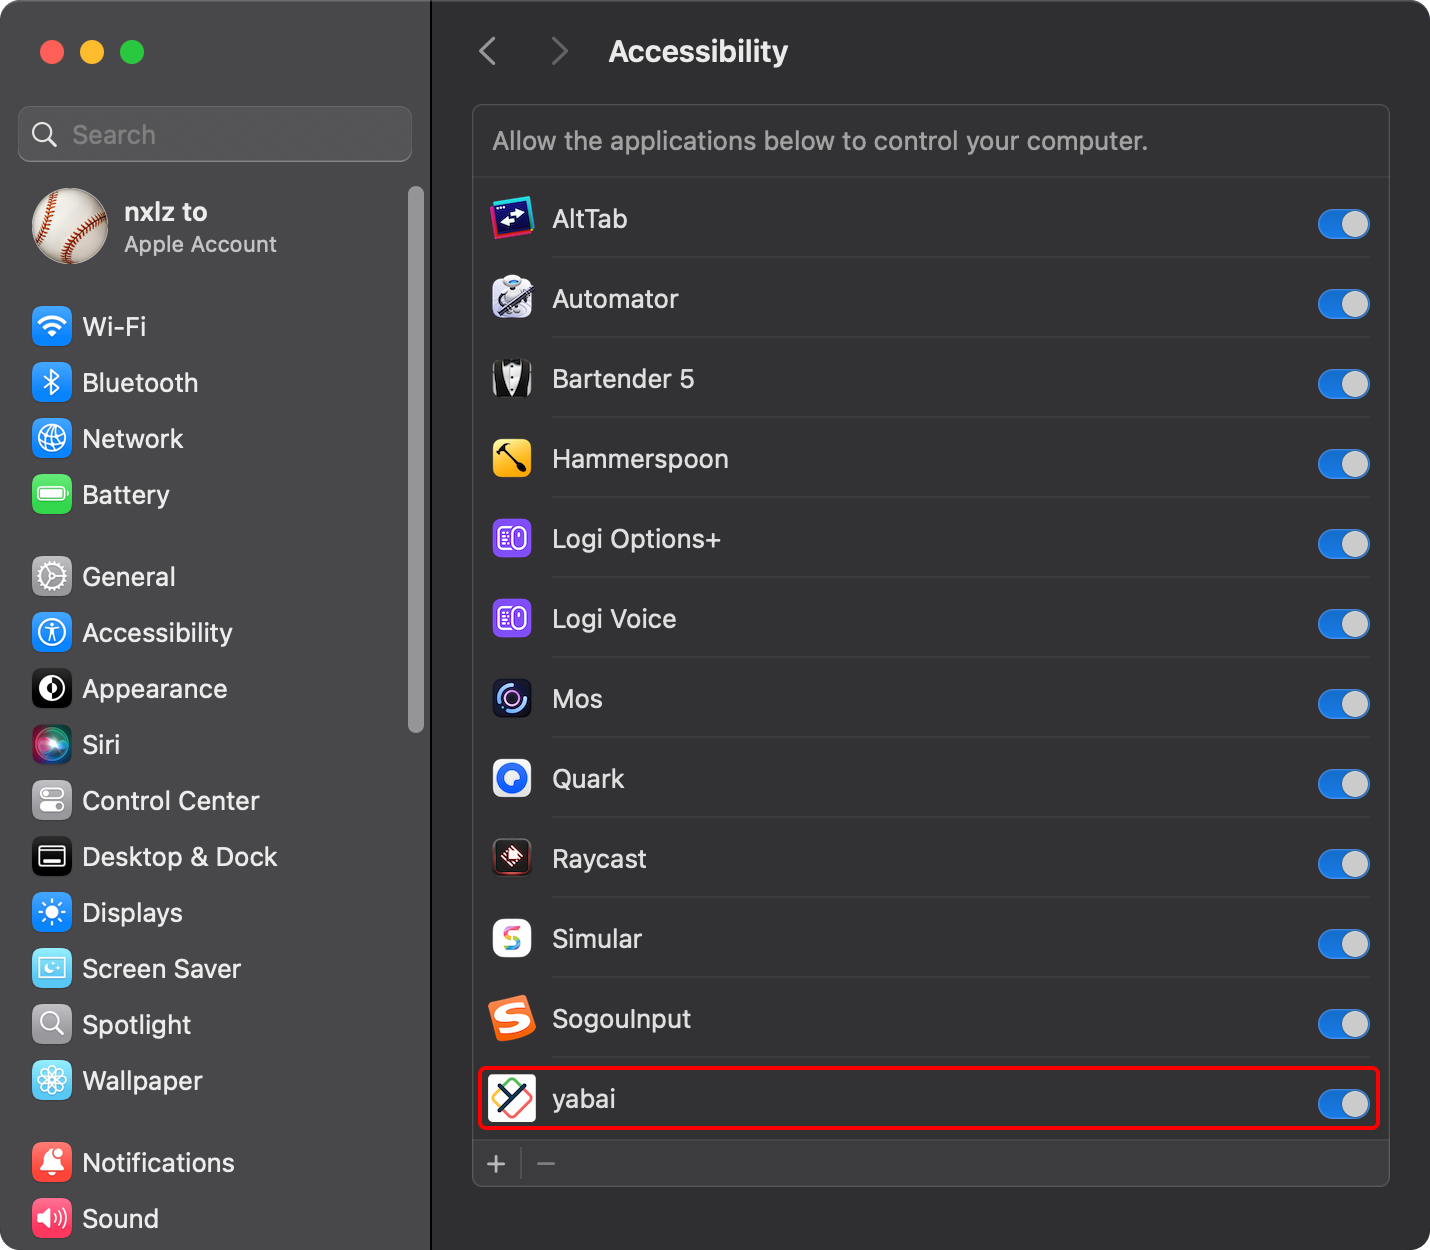 Accessibility
Search
nxlz to
Apple Account
Wi-Fi
Bluetooth
Network
Battery
General
Accessibility
Appearance
Siri
Control Center
Desktop & Dock
Displays
Screen Saver
Spotlight
Wallpaper
Notifications
Sound
Allow the applications below to control your computer.
AltTab
Automator
Bartender 5
Hammerspoon
Logi Options+
Logi Voice
Mos
Quark
Raycast
Simular
SogouInput
yabai